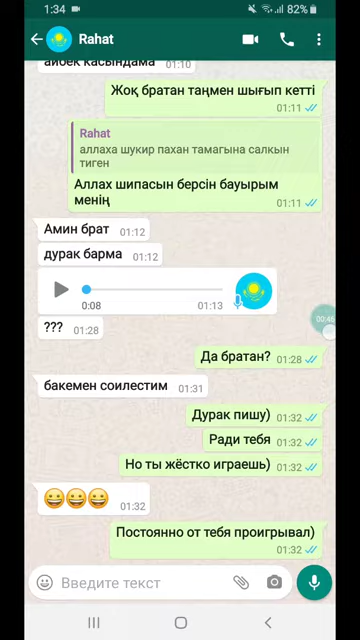 1:34
82%
Rahat
айбек касындама
01:10
Жоқ братан таңмен шығып кетті
01:11
Rahat
аллаха шукир пахан тамагына салкын
тиген
Аллах шипасын берсін бауырым
менің
01:11
Амин брат
01:12
дурак барма
01:12
0:08
01:13
???
01:28
00:46
Да братан?
01:28
бакемен соилестим
01:31
Дурак пишу)
01:32
Ради тебя
01:32
Но ты жёстко играешь)
01:32
01:32
Постоянно от тебя проигрывал)
01:32
Введите текст